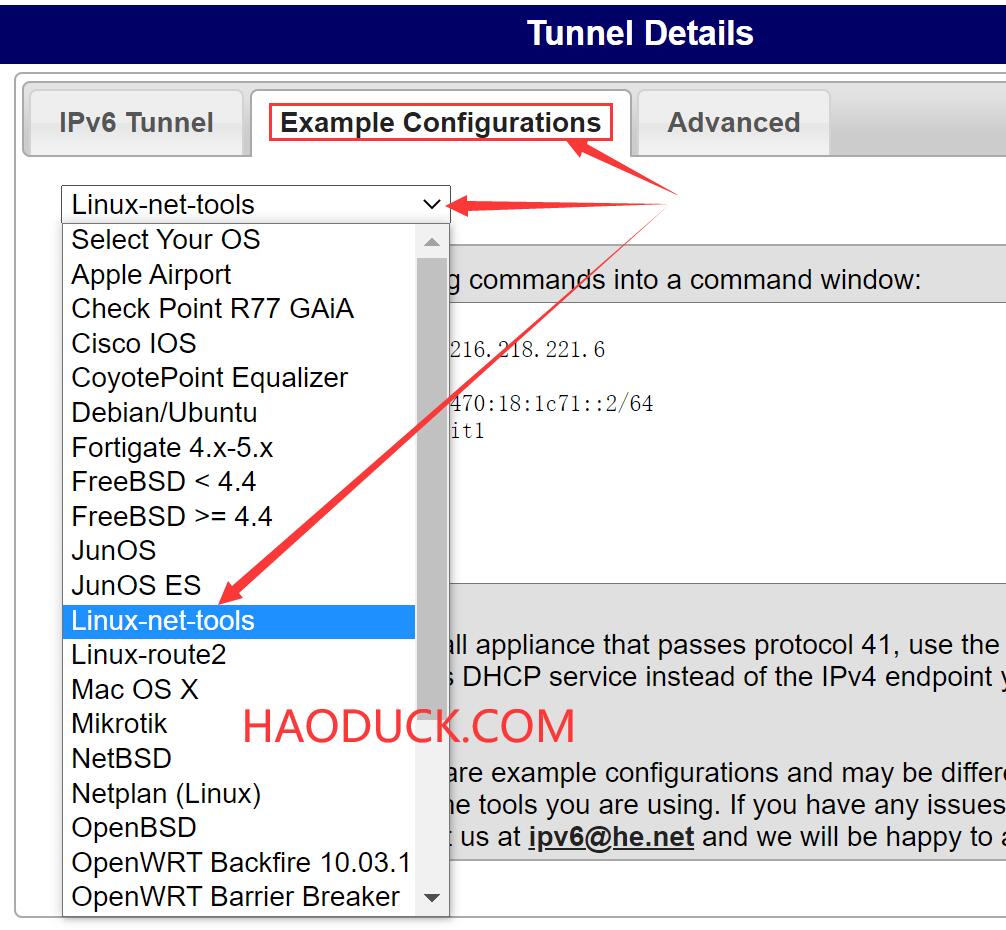 Tunnel Details
IPv6 Tunnel
Example Configurations
Advanced
Linux-net-tools
Select Your OS
Apple Airport
commands into a command window:
Check Point R77 GAiA
Cisco IOS
216.218.221.6
CoyotePoint Equalizer
Debian/Ubuntu
470:18:1c71::2/64
it1
Fortigate 4.x-5.x
FreeBSD < 4.4
FreeBSD >= 4.4
JunOS
JunOS ES
Linux-net-tools
Linux-route2
all appliance that passes protocol 41, use the
DHCP service instead of the IPv4 endpoint
Mac OS X
Mikrotik
HAODUCK.COM
NetBSD
Netplan (Linux)
are example configurations and may be differe
tools you are using. If you have any issues
OpenBSD
us at ipv6@he.net and we will be happy to a
OpenWRT Backfire 10.03.1
OpenWRT Barrier Breaker